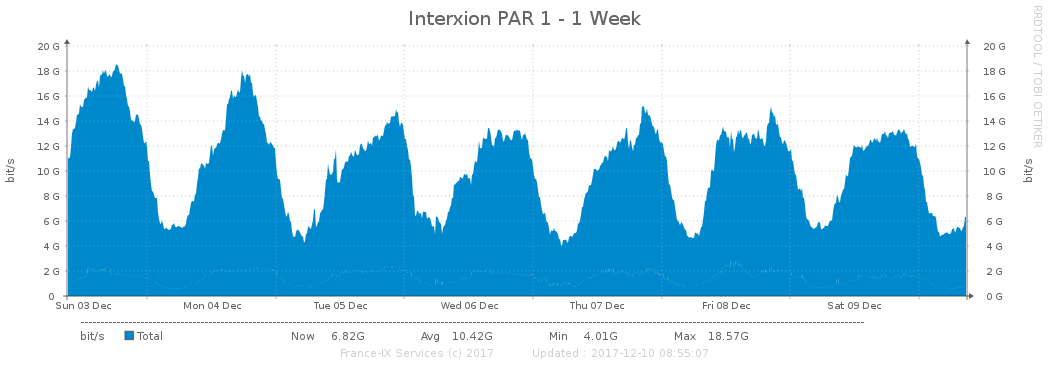 Interxion PAR 1 - 1 Week
RRDTOOL / TOBI OETIKER
bit/s
20 G 20 G
18 G 18 G
16 G 16 G
14 G 14 G
12 G 12 G
10 G 10 G
8 G 8 G
6 G 6 G
4 G 4 G
2 G 2 G
0 0 G
bit/s
Sun 03 Dec Mon 04 Dec Tue 05 Dec Wed 06 Dec Thu 07 Dec Fri 08 Dec Sat 09 Dec
bit/s Total Now 6.82G Avg 10.42G Min 4.01G Max 18.57G
France-IX Services (c) 2017 Updated : 2017-12-10 08:55:07